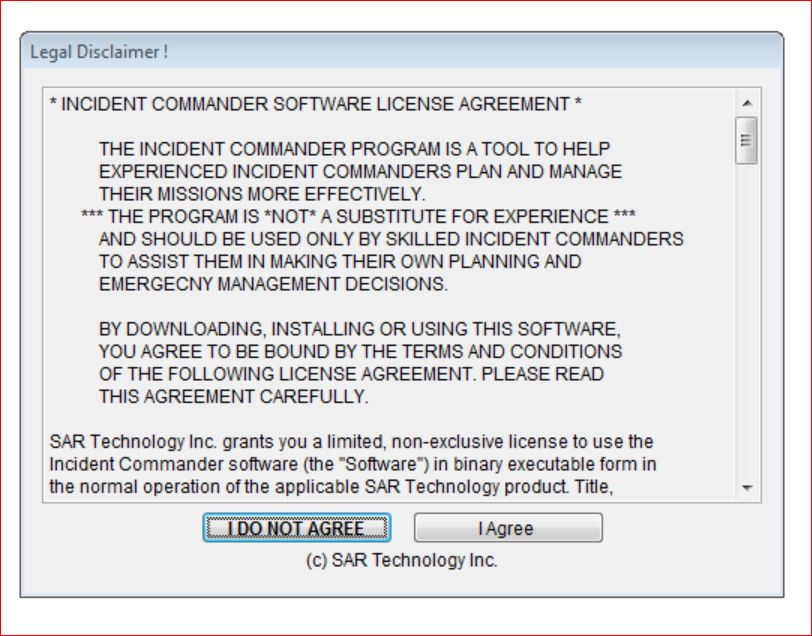 Legal Disclaimer !
* INCIDENT COMMANDER SOFTWARE LICENSE AGREEMENT *
THE INCIDENT COMMANDER PROGRAM IS A TOOL TO HELP
EXPERIENCED INCIDENT COMMANDERS PLAN AND MANAGE
THEIR MISSIONS MORE EFFECTIVELY.
*** THE PROGRAM IS *NOT* A SUBSTITUTE FOR EXPERIENCE ***
AND SHOULD BE USED ONLY BY SKILLED INCIDENT COMMANDERS
TO ASSIST THEM IN MAKING THEIR OWN PLANNING AND
EMERGECNY MANAGEMENT DECISIONS.
BY DOWNLOADING, INSTALLING OR USING THIS SOFTWARE,
YOU AGREE TO BE BOUND BY THE TERMS AND CONDITIONS
OF THE FOLLOWING LICENSE AGREEMENT. PLEASE READ
THIS AGREEMENT CAREFULLY.
SAR Technology Inc. grants you a limited, non-exclusive license to use the
Incident Commander software (the "Software") in binary executable form in
the normal operation of the applicable SAR Technology product. Title,
I DO NOT AGREE
I Agree
(c) SAR Technology Inc.